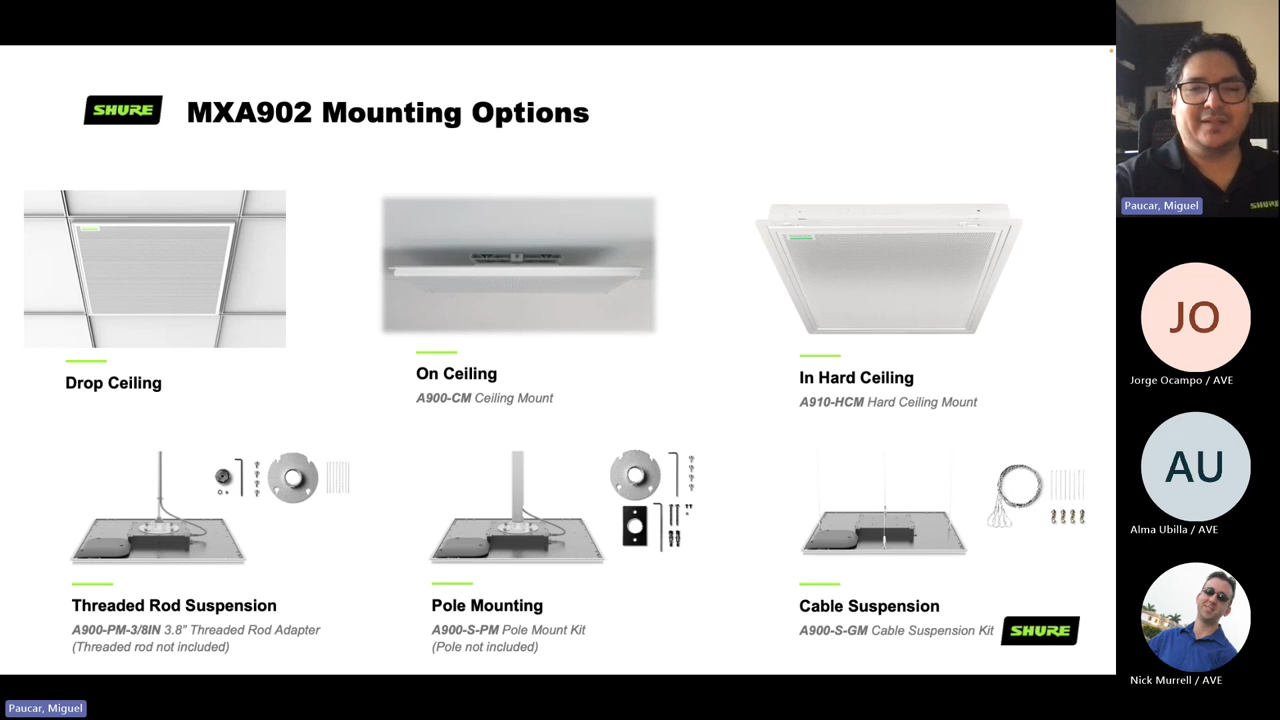 SHURE
MXA902 Mounting Options
Drop Ceiling
On Ceiling
A900-CM Ceiling Mount
In Hard Ceiling
A910-HCM Hard Ceiling Mount
Threaded Rod Suspension
A900-PM-3/8IN 3.8” Threaded Rod Adapter
(Threaded rod not included)
Pole Mounting
A900-S-PM Pole Mount Kit
(Pole not included)
Cable Suspension
A900-S-GM Cable Suspension Kit
SHURE
SHURE
Paucar, Miguel
JO
Jorge Ocampo / AVE
AU
Alma Ubilla / AVE
Nick Murrell / AVE
Paucar, Miguel